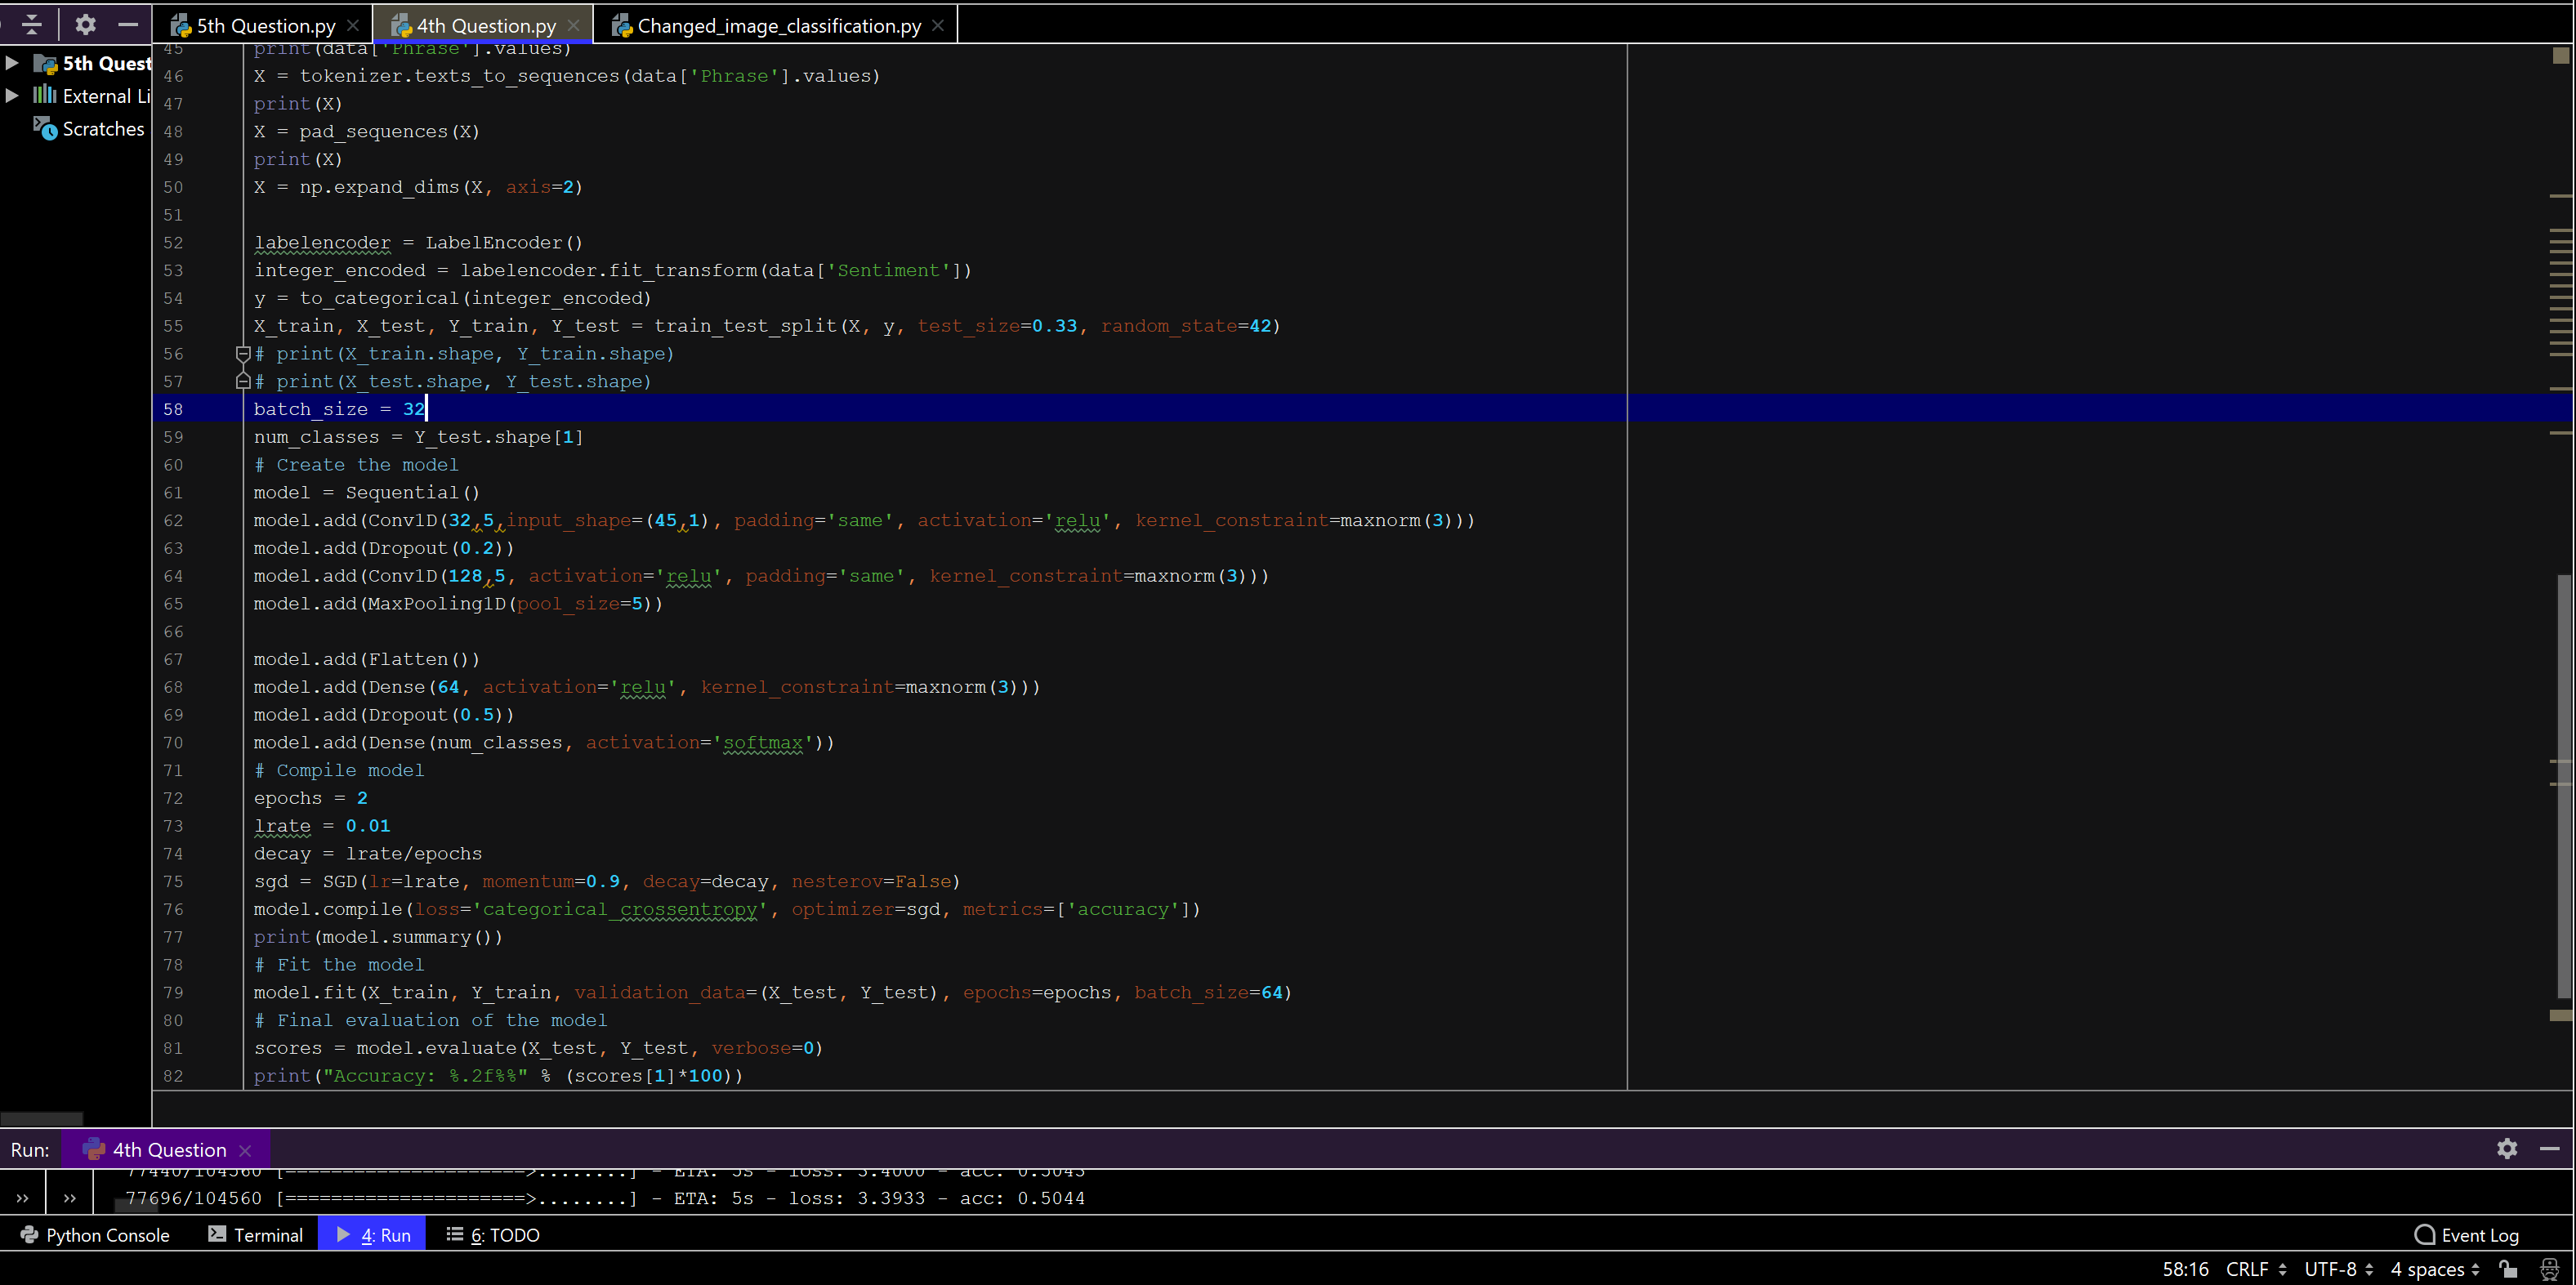 5th Question.py
4th Question.py
Changed_image_classification.py
5th Quest
External Li
Scratches
45 print(data['Phrase'].values)
46 X = tokenizer.texts_to_sequences(data['Phrase'].values)
47 print(X)
48 X = pad_sequences(X)
49 print(X)
50 X = np.expand_dims(X, axis=2)
51
52 labelencoder = LabelEncoder()
53 integer_encoded = labelencoder.fit_transform(data['Sentiment'])
54 y = to_categorical(integer_encoded)
55 X_train, X_test, Y_train, Y_test = train_test_split(X, y, test_size=0.33, random_state=42)
56 # print(X_train.shape, Y_train.shape)
57 # print(X_test.shape, Y_test.shape)
58 batch_size = 32
59 num_classes = Y_test.shape[1]
60 # Create the model
61 model = Sequential()
62 model.add(Conv1D(32,5,input_shape=(45,1), padding='same', activation='relu', kernel_constraint=maxnorm(3)))
63 model.add(Dropout(0.2))
64 model.add(Conv1D(128,5, activation='relu', padding='same', kernel_constraint=maxnorm(3)))
65 model.add(MaxPooling1D(pool_size=5))
66
67 model.add(Flatten())
68 model.add(Dense(64, activation='relu', kernel_constraint=maxnorm(3)))
69 model.add(Dropout(0.5))
70 model.add(Dense(num_classes, activation='softmax'))
71 # Compile model
72 epochs = 2
73 lrate = 0.01
74 decay = lrate/epochs
75 sgd = SGD(lr=lrate, momentum=0.9, decay=decay, nesterov=False)
76 model.compile(loss='categorical_crossentropy', optimizer=sgd, metrics=['accuracy'])
77 print(model.summary())
78 # Fit the model
79 model.fit(X_train, Y_train, validation_data=(X_test, Y_test), epochs=epochs, batch_size=64)
80 # Final evaluation of the model
81 scores = model.evaluate(X_test, Y_test, verbose=0)
82 print("Accuracy: %.2f%%" % (scores[1]*100))
Run: 4th Question
77440/104560 [=====================>........] - ETA: 5s - loss: 3.4000 - acc: 0.5043
77696/104560 [=====================>........] - ETA: 5s - loss: 3.3933 - acc: 0.5044
Python Console Terminal 4: Run 6: TODO Event Log
58:16 CRLF UTF-8 4 spaces